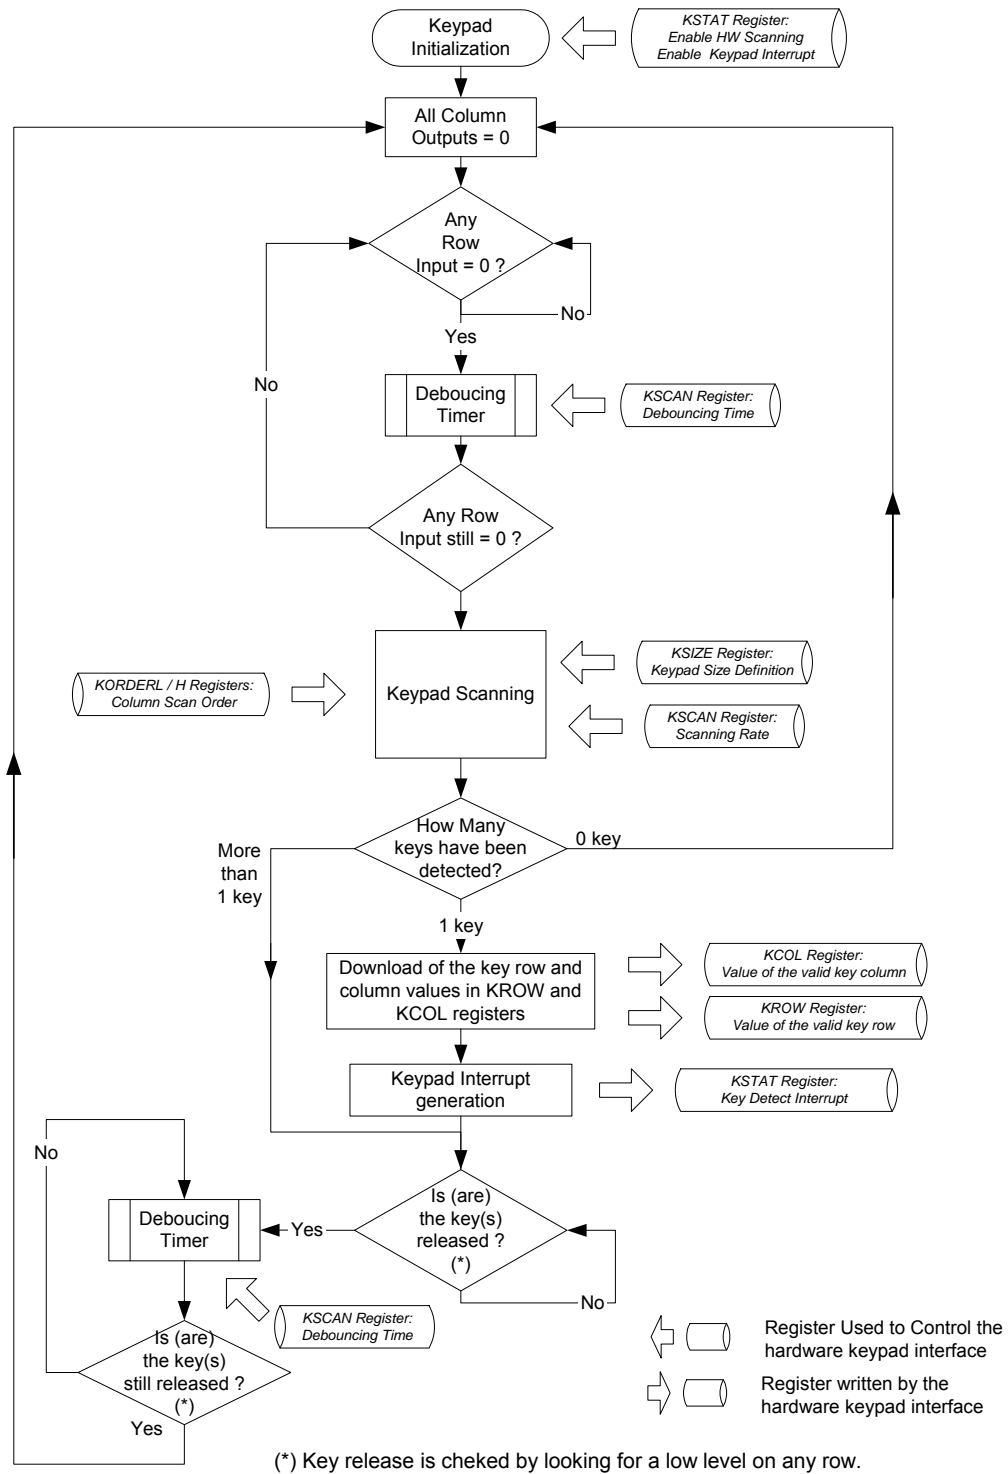 Keypad
Initialization
KSTAT Register:
Enable HW Scanning
Enable Keypad Interrupt
All Column
Outputs = 0
Any
Row
Input = 0 ?
No
Yes
No
Deboucing
Timer
KSCAN Register:
Debouncing Time
Any Row
Input still = 0 ?
Keypad Scanning
KSIZE Register:
Keypad Size Definition
KORDERL / H Registers:
Column Scan Order
KSCAN Register:
Scanning Rate
How Many
keys have been
detected?
0 key
More
than
1 key
1 key
Download of the key row and
column values in KROW and
KCOL registers
KCOL Register:
Value of the valid key column
KROW Register:
Value of the valid key row
Keypad Interrupt
generation
KSTAT Register:
Key Detect Interrupt
No
Is (are)
the key(s)
released ?
(*)
Yes
No
Deboucing
Timer
KSCAN Register:
Debouncing Time
Is (are)
the key(s)
still released ?
(*)
Yes
Register Used to Control the
hardware keypad interface
Register written by the
hardware keypad interface
(*) Key release is cheked by looking for a low level on any row.